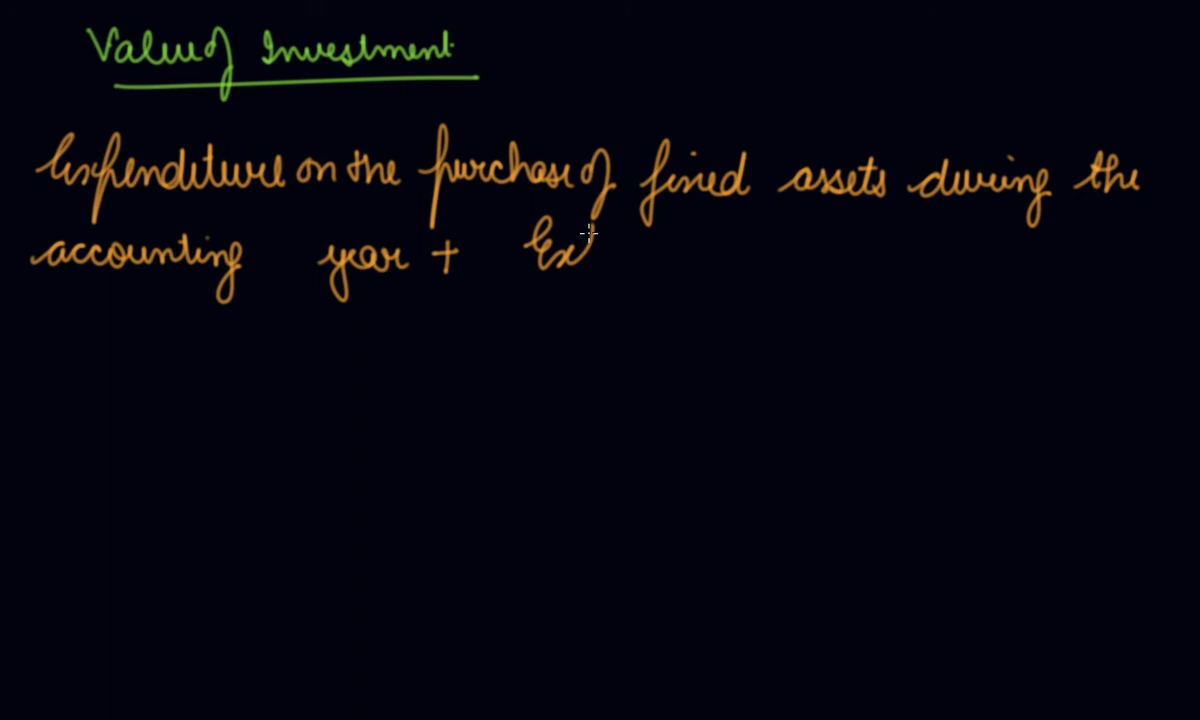 Value of Investment
Expenditure on the purchase of fixed assets during the
accounting year + Ex